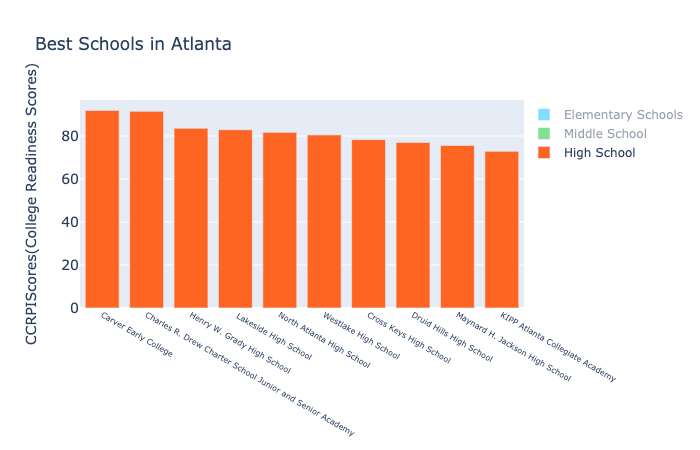 Best Schools in Atlanta
CCRPIScores(College Readiness Scores)
80
60
40
20
0
Carver Early College
Charles R. Drew Charter School Junior and Senior Academy
Henry W. Grady High School
Lakeside High School
North Atlanta High School
Westlake High School
Cross Keys High School
Druid Hills High School
Maynard H. Jackson High School
KIPP Atlanta Collegiate Academy
Elementary Schools
Middle School
High School